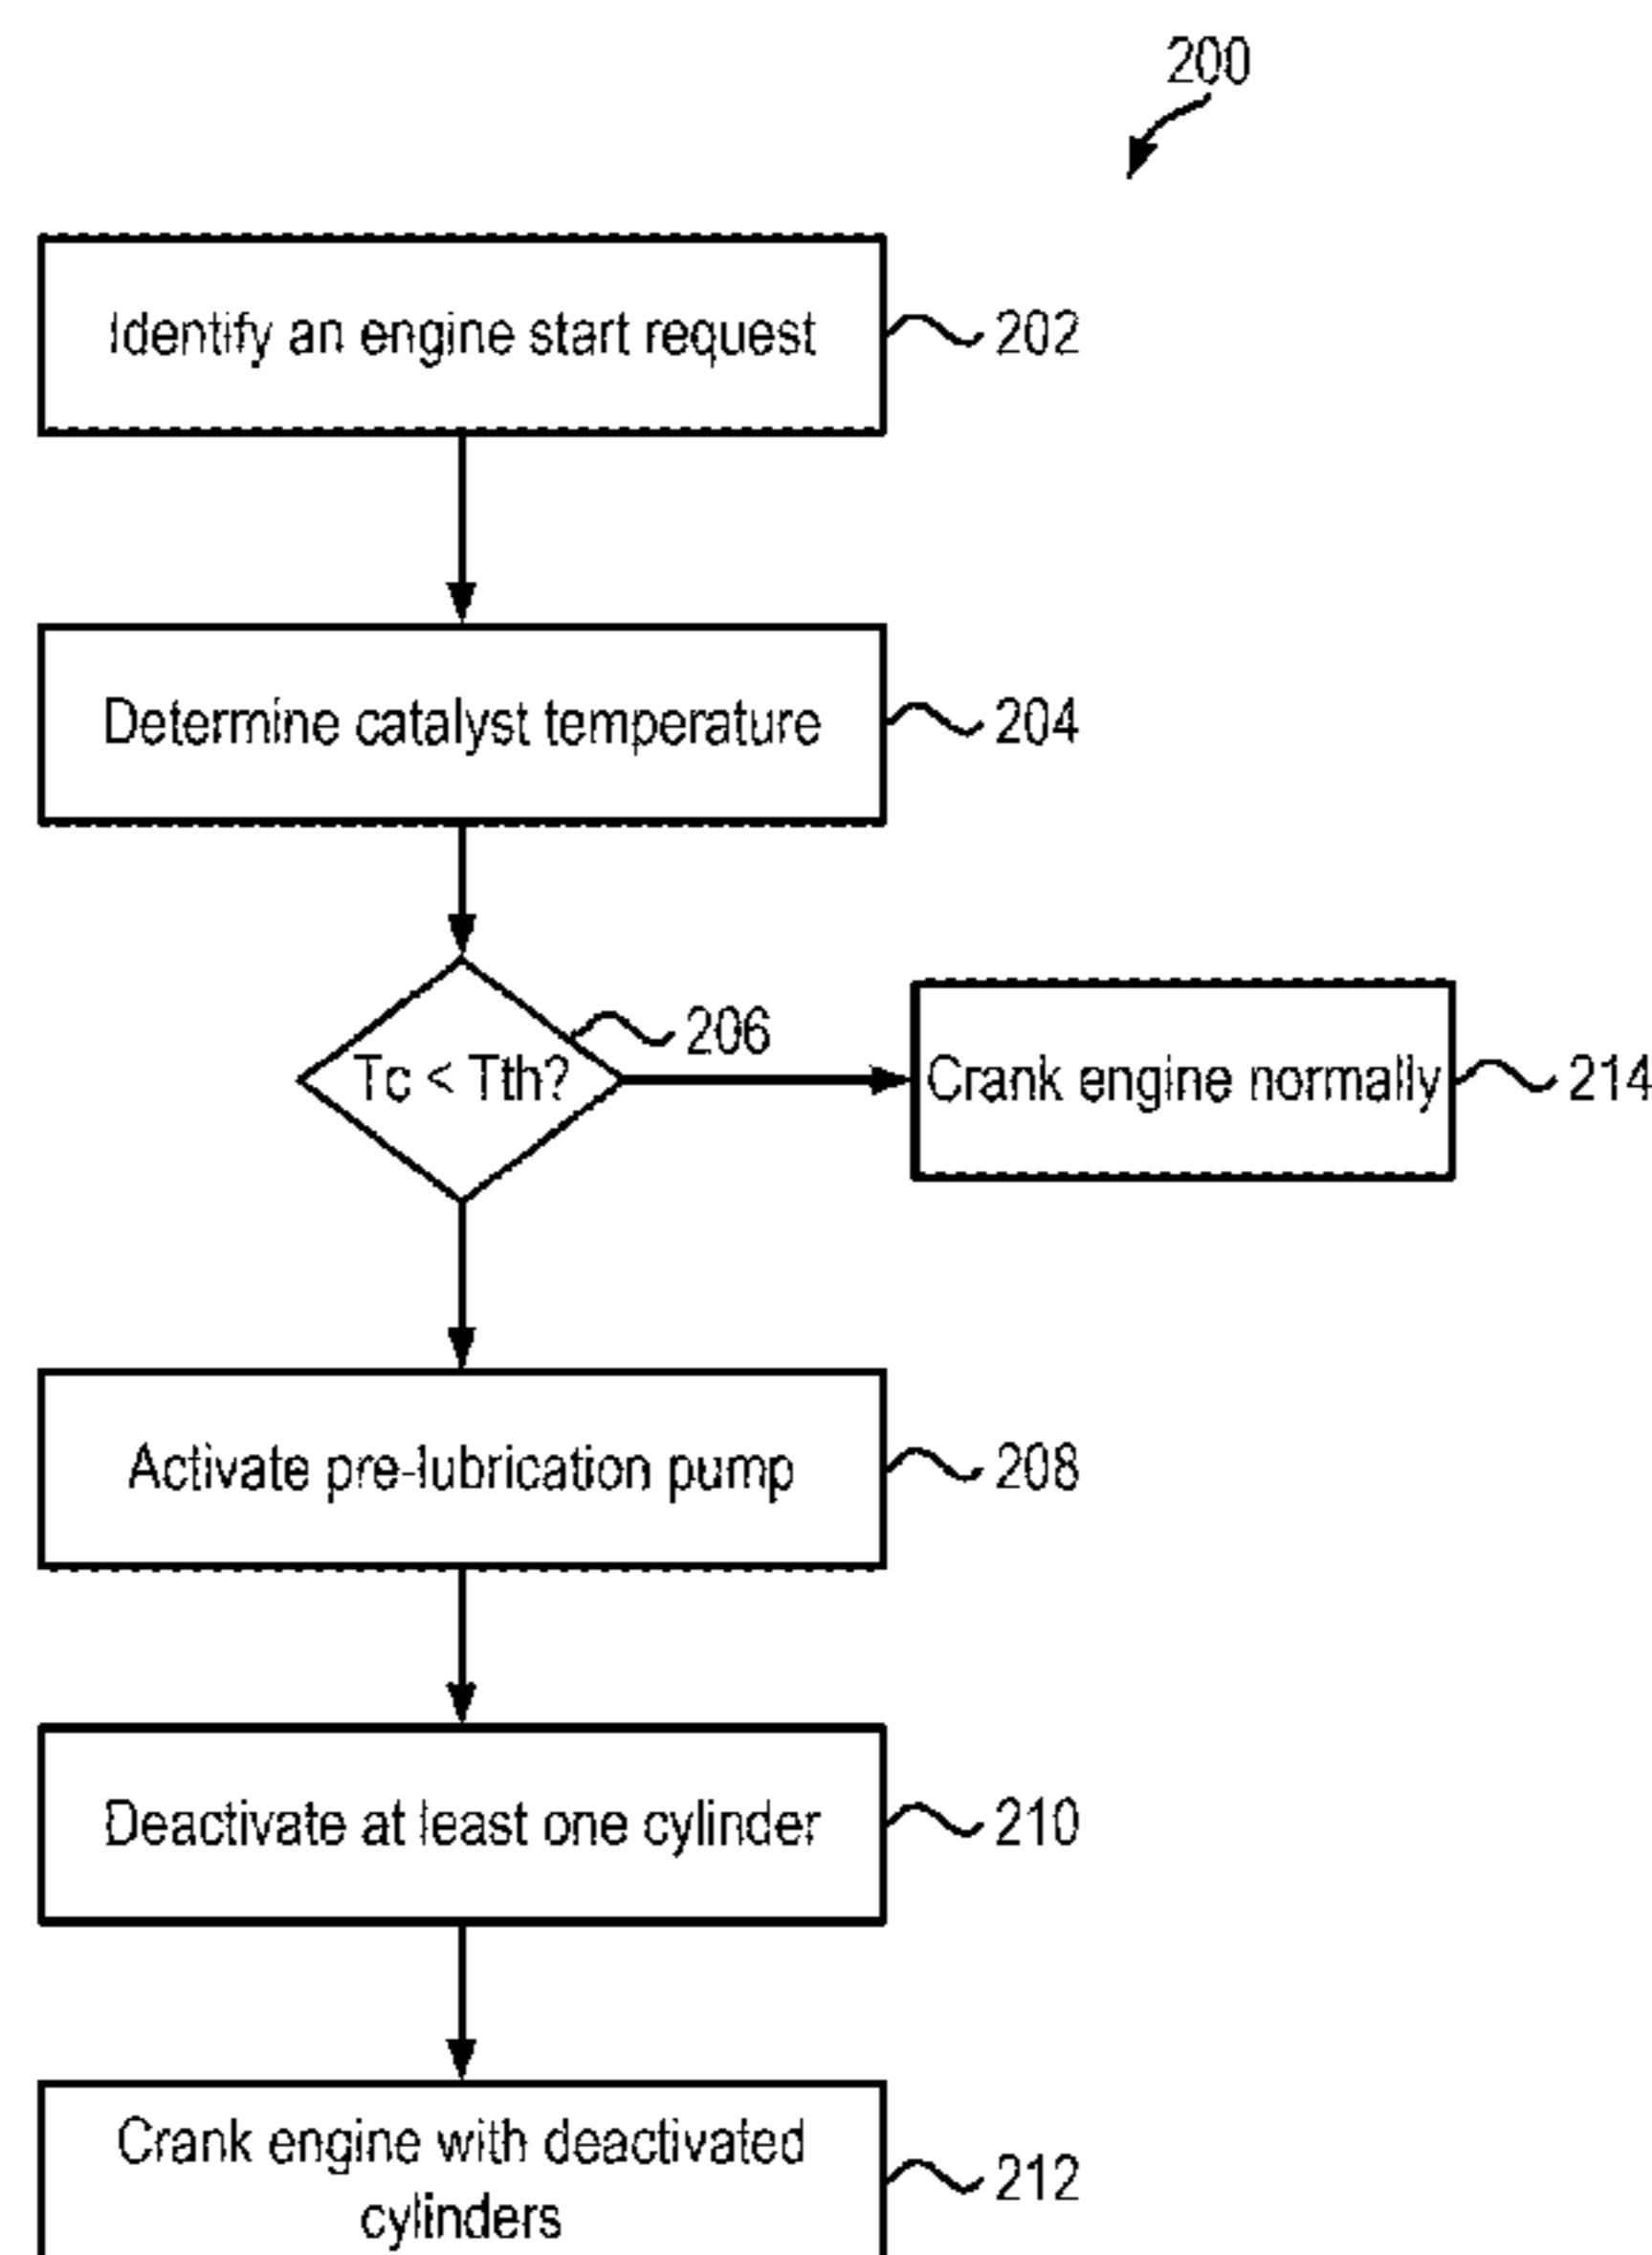 200
Identify an engine start request
202
Determine catalyst temperature
204
206
Tc < Tth?
Crank engine normally
214
Activate pre-lubrication pump
208
Deactivate at least one cylinder
210
Crank engine with deactivated
cylinders
212